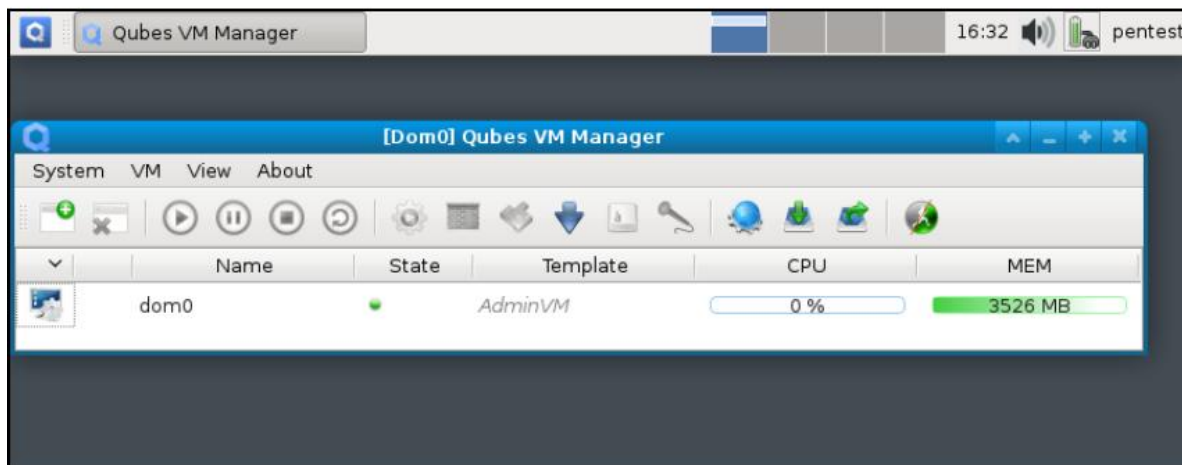 Qubes VM Manager 16:32 pentest
[Dom0] Qubes VM Manager
System VM View About
Name State Template CPU MEM
dom0 AdminVM 0 % 3526 MB